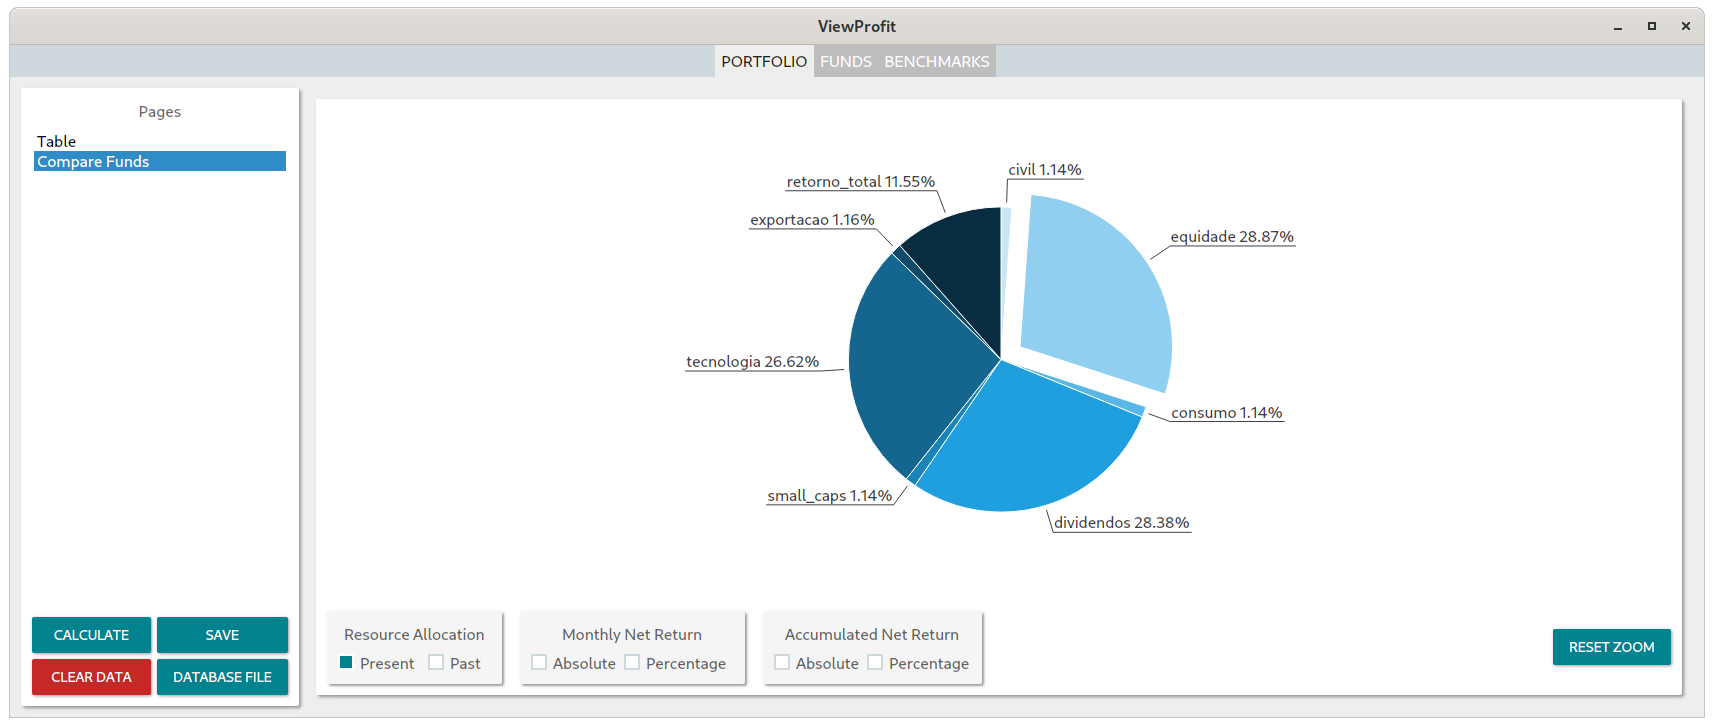 ViewProfit
PORTFOLIO FUNDS BENCHMARKS
Pages
Table
Compare Funds
CALCULATE SAVE
CLEAR DATA DATABASE FILE
civil 1.14%
retorno_total 11.55%
exportacao 1.16%
equidade 28.87%
tecnologia 26.62%
consumo 1.14%
small_caps 1.14%
dividendos 28.38%
Resource Allocation
Present Past
Monthly Net Return
Absolute Percentage
Accumulated Net Return
Absolute Percentage
RESET ZOOM